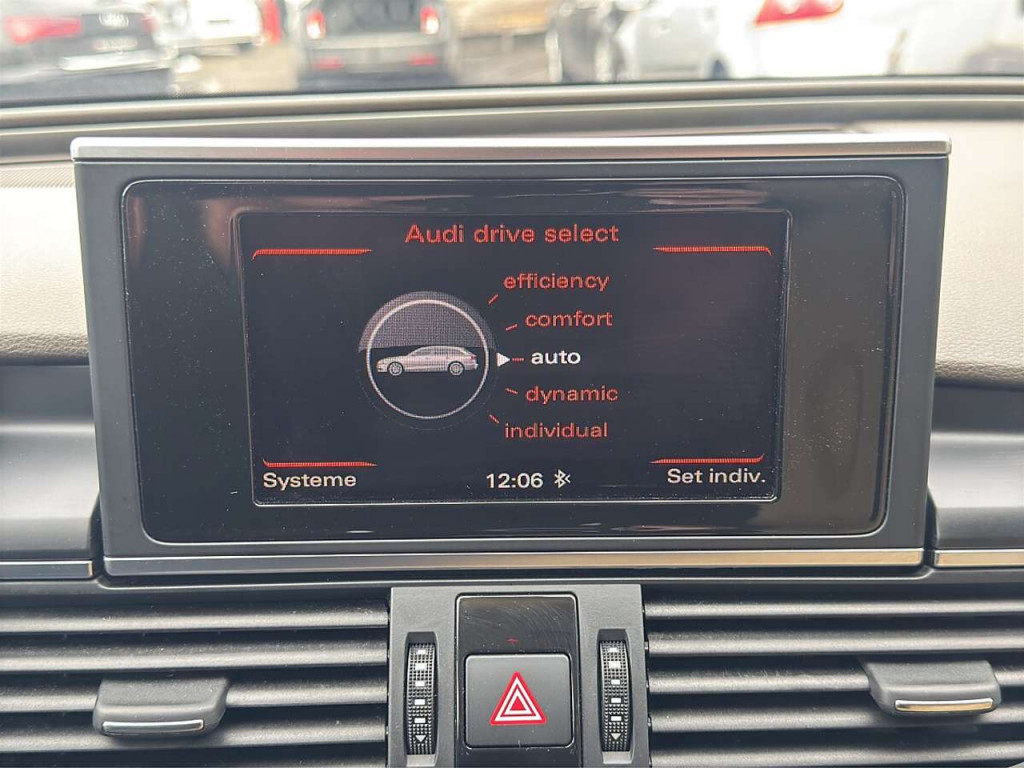 Audi drive select
efficiency
comfort
auto
dynamic
individual
Systeme
12:06
Set indiv.